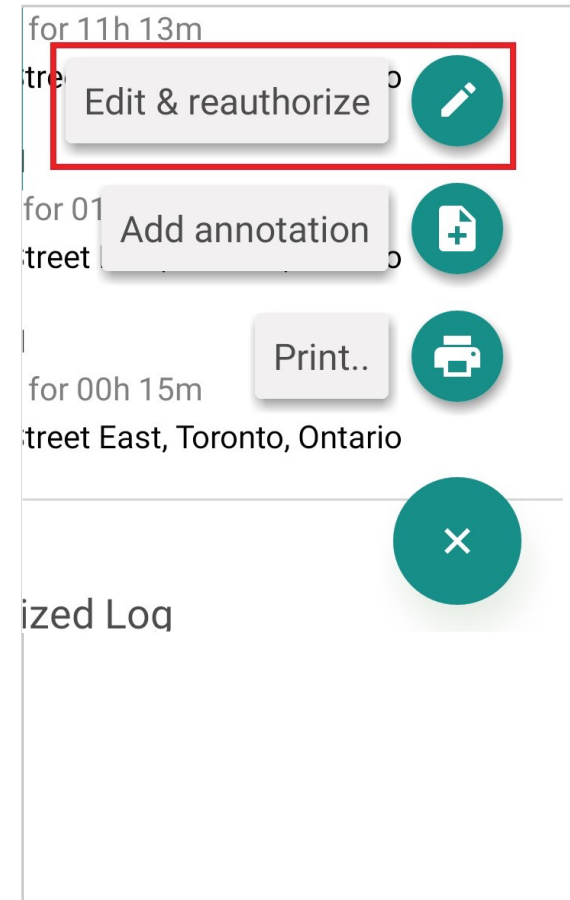 for 11h 13m
Edit & reauthorize
for 01
Add annotation
treet
Print..
for 00h 15m
treet East, Toronto, Ontario
ized Log